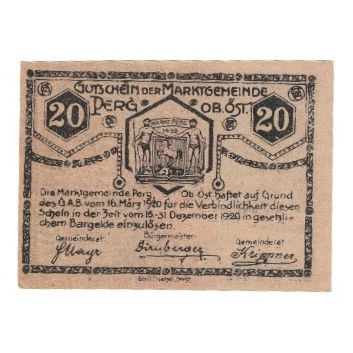 GUTSCHEIN DER MARKTGEMEINDE
20 PERG OB.ÖST. 20
MARKT PERG
Die Marktgemeinde Perg Ob. Öst. haftet auf Grund
des G.A.B. vom 16. März 1920 für die Verbindlichkeit diesen
Schein in der Zeit vom 15-31 Dezember 1920 in gesetzli-
chem Bargelde einzulösen.
Gemeinderat: Bürgermeister: Gemeinderat